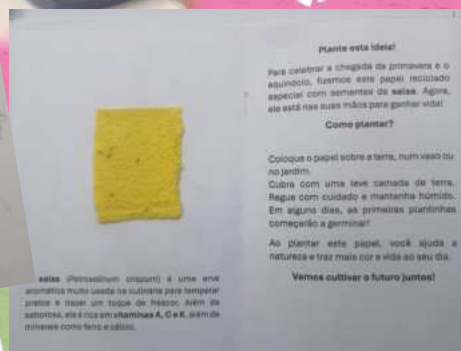 A salsa (Petroselinum crispum) é uma erva
aromática muito usada na culinária para temperar
pratos e trazer um toque de frescor. Além de
saborosa, ela é rica em vitaminas A, C e K, além de
minerais como ferro e cálcio.
Plante esta ideia!
Para celebrar a chegada da primavera e o
equinócio, fizemos este papel reciclado
especial com sementes de salsa. Agora,
ele está nas suas mãos para ganhar vida!
Como plantar?
Coloque o papel sobre a terra, num vaso ou
no jardim.
Cubra com uma leve camada de terra.
Regue com cuidado e mantenha húmido.
Em alguns dias, as primeiras plantinhas
começarão a germinar!
Ao plantar este papel, você ajuda a
natureza e traz mais cor e vida ao seu dia.
Vamos cultivar o futuro juntos!